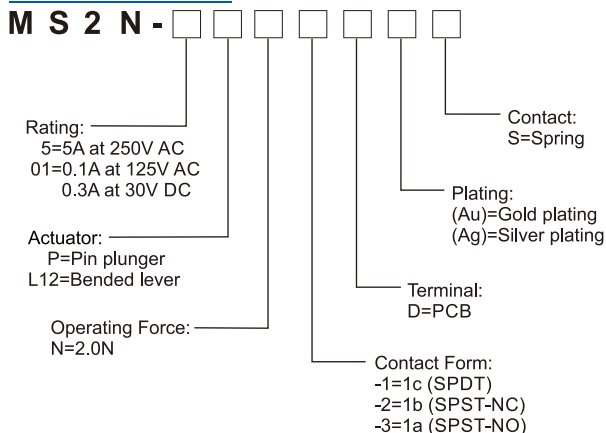 MS2N-
Rating:
5=5A at 250V AC
01=0.1A at 125V AC
0.3A at 30V DC
Actuator:
P=Pin plunger
L12=Bended lever
Operating Force:
N=2.0N
Contact:
S=Spring
Plating:
(Au)=Gold plating
(Ag)=Silver plating
Terminal:
D=PCB
Contact Form:
-1=1c (SPDT)
-2=1b (SPST-NC)
-3=1a (SPST-NO)